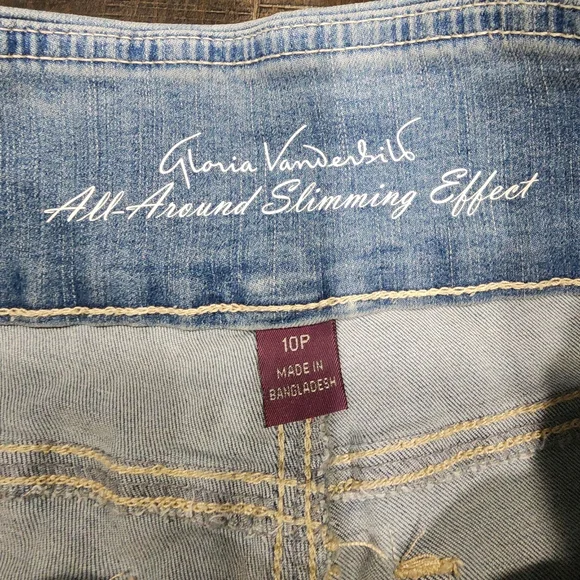 Gloria Vanderbilt
All-Around Slimming Effect
10P
MADE IN
BANGLADESH